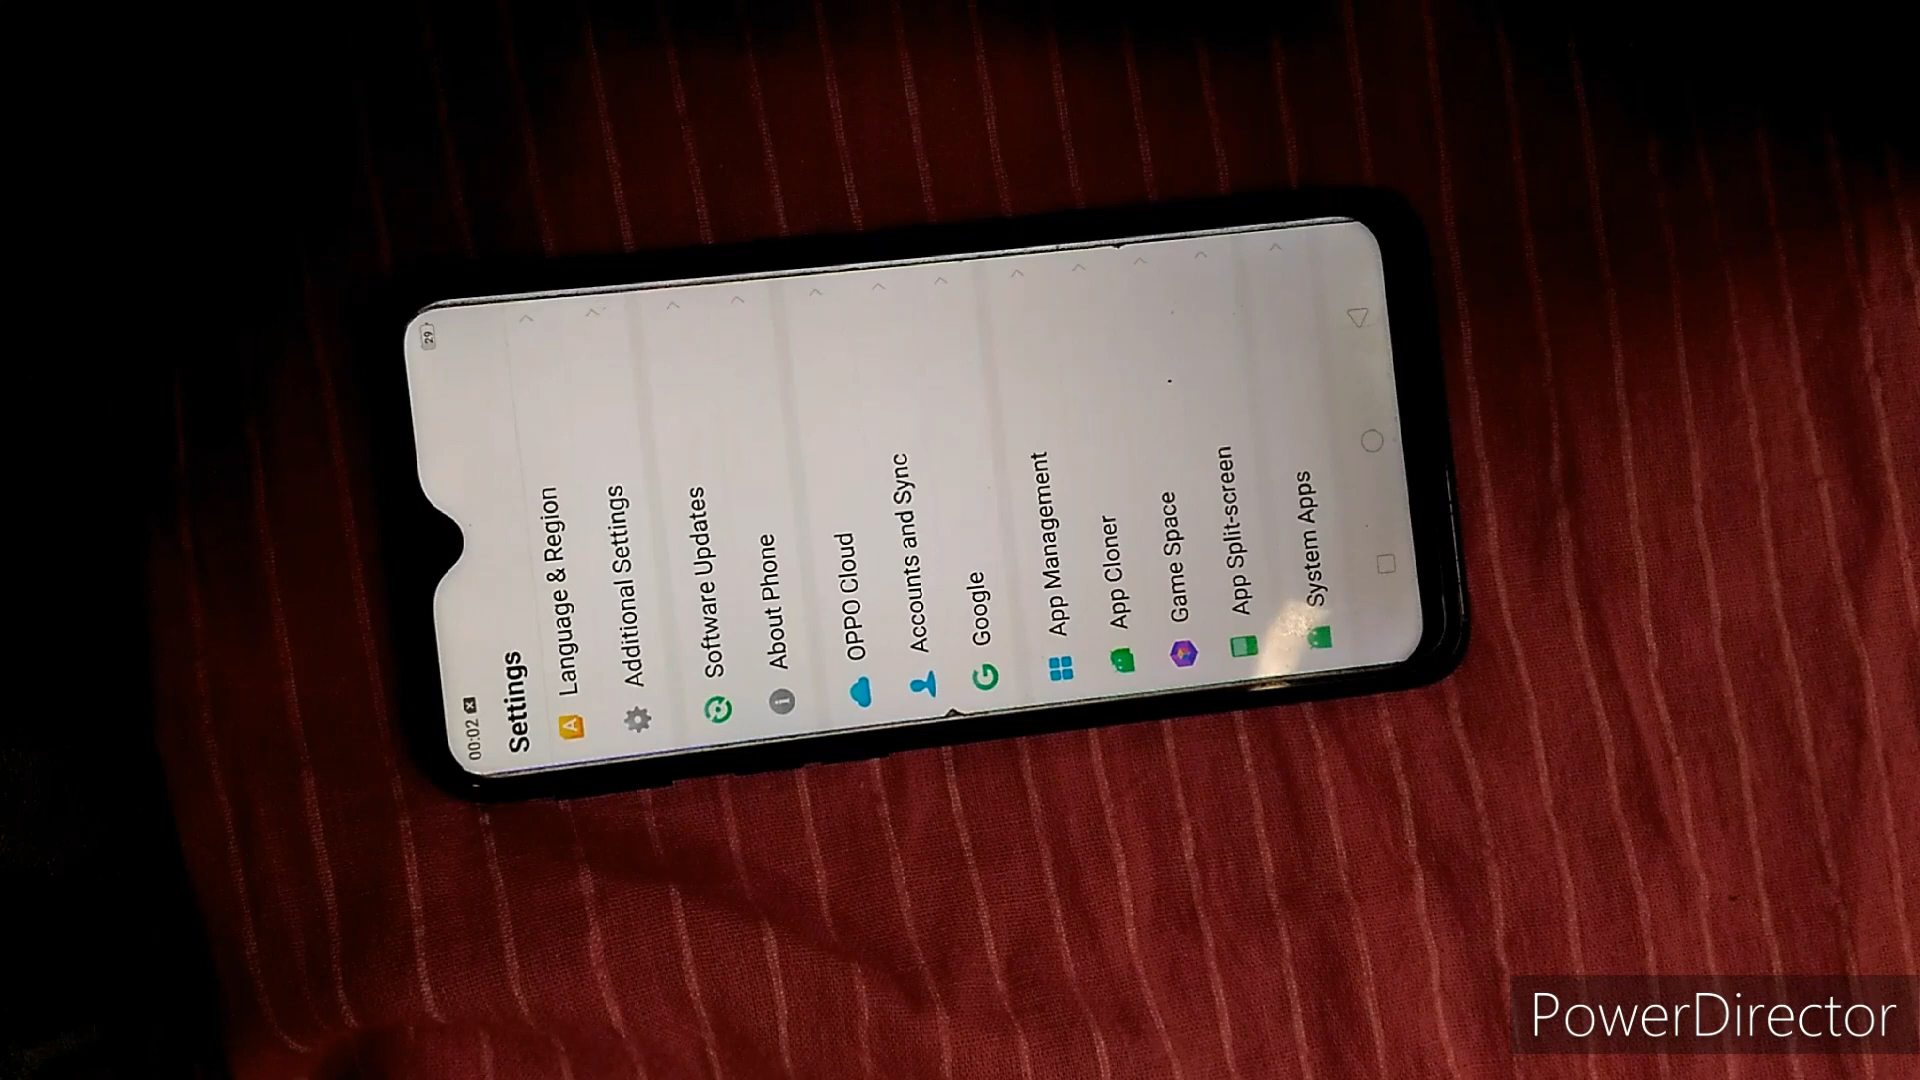 00:02
29
Settings
Language & Region
Additional Settings
Software Updates
About Phone
OPPO Cloud
Accounts and Sync
Google
App Management
App Cloner
Game Space
App Split-screen
System Apps
PowerDirector